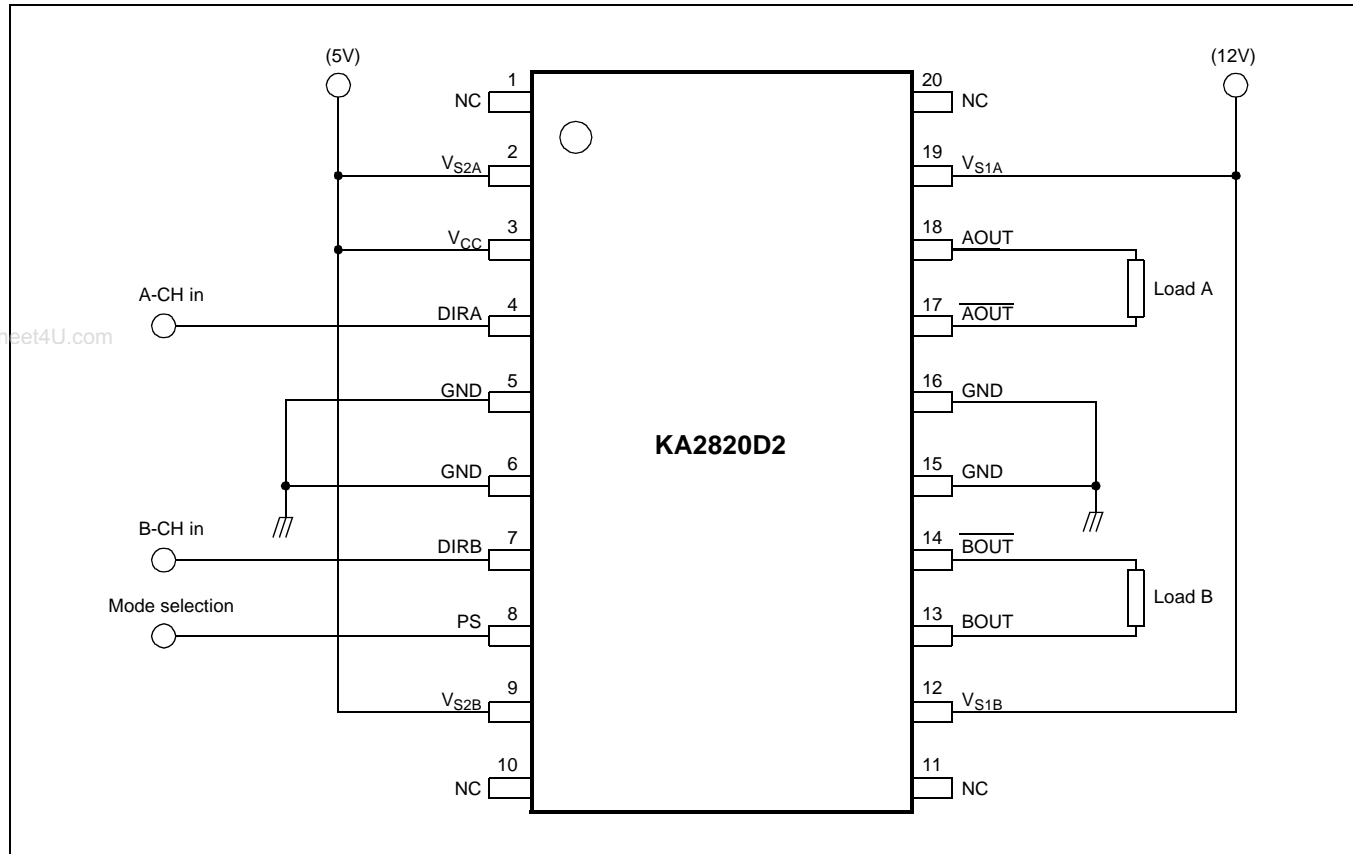 (5V)
(12V)
1
NC
20
NC
2
VS2A
19
VS1A
3
VCC
18
AOUT
A-CH in
4
DIRA
17
AOUT
Load A
eet4U.com
5
GND
16
GND
KA2820D2
6
GND
15
GND
B-CH in
7
DIRB
14
BOUT
Load B
Mode selection
8
PS
13
BOUT
9
VS2B
12
VS1B
10
NC
11
NC